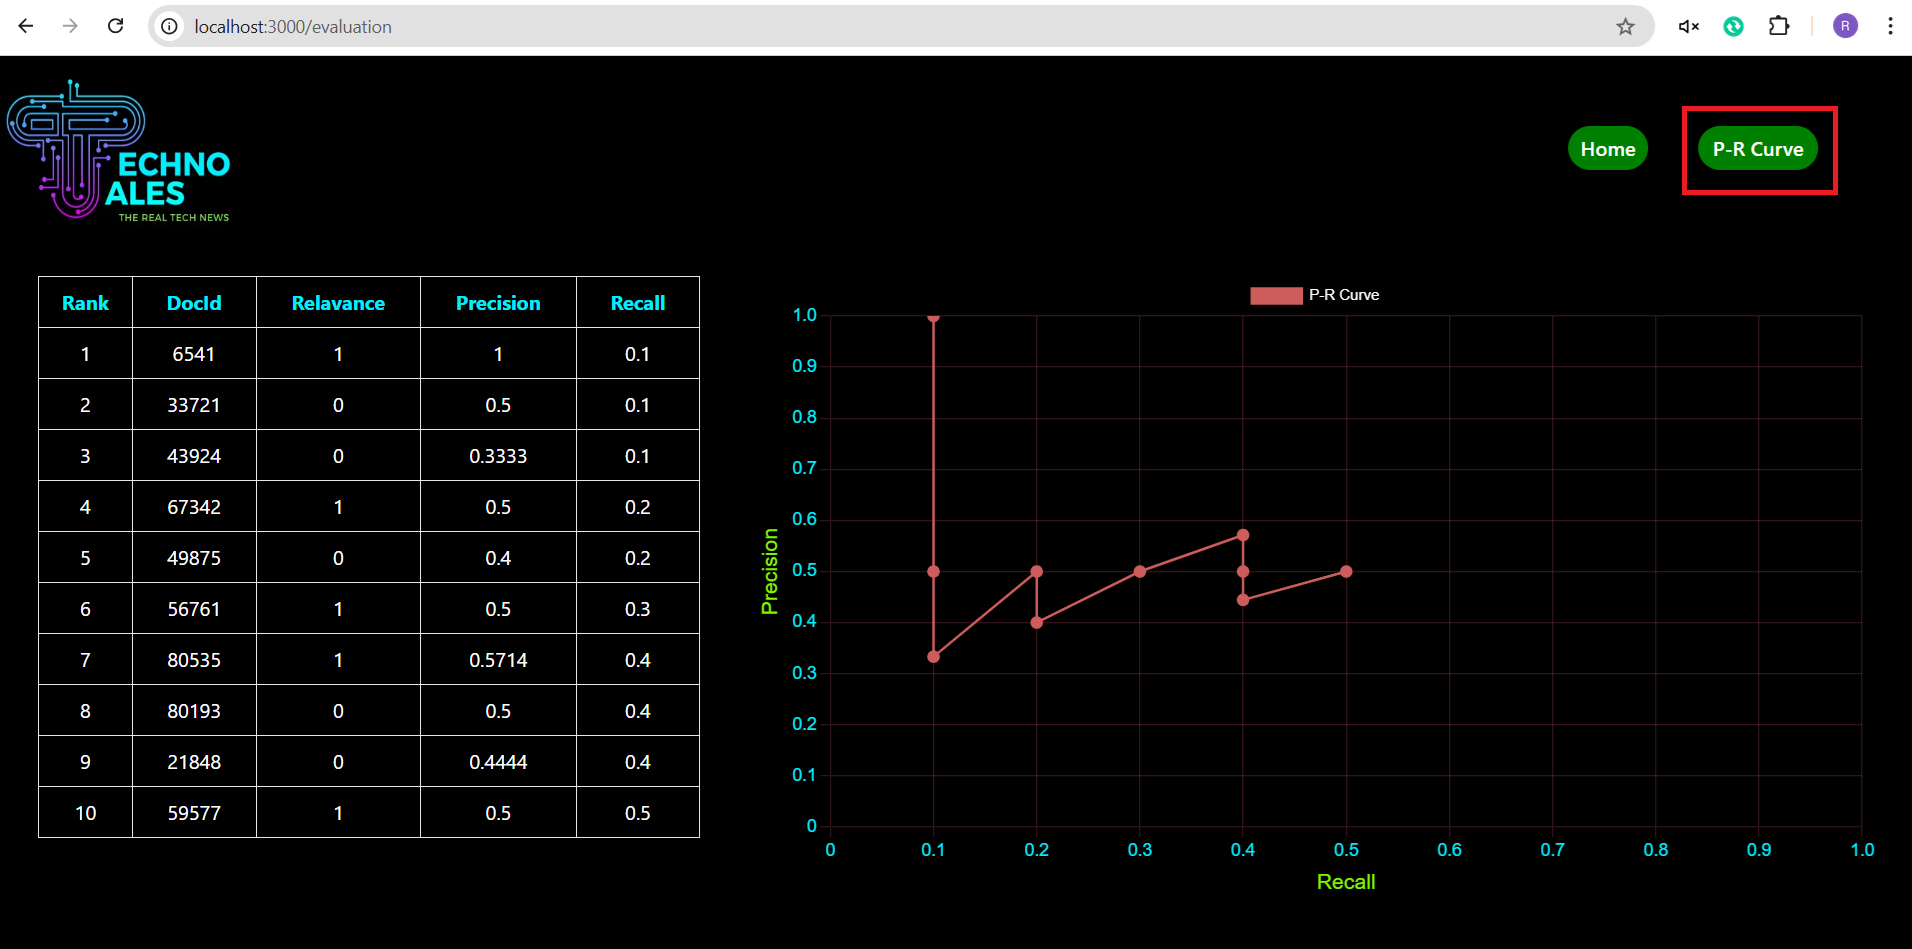 localhost:3000/evaluation
R
ECHNO
ALES
THE REAL TECH NEWS
Home
P-R Curve
Rank DocId Relavance Precision Recall
1 6541 1 1 0.1
2 33721 0 0.5 0.1
3 43924 0 0.3333 0.1
4 67342 1 0.5 0.2
5 49875 0 0.4 0.2
6 56761 1 0.5 0.3
7 80535 1 0.5714 0.4
8 80193 0 0.5 0.4
9 21848 0 0.4444 0.4
10 59577 1 0.5 0.5
P-R Curve
1.0
0.9
0.8
0.7
0.6
0.5
0.4
0.3
0.2
0.1
0
Precision
0 0.1 0.2 0.3 0.4 0.5 0.6 0.7 0.8 0.9 1.0
Recall